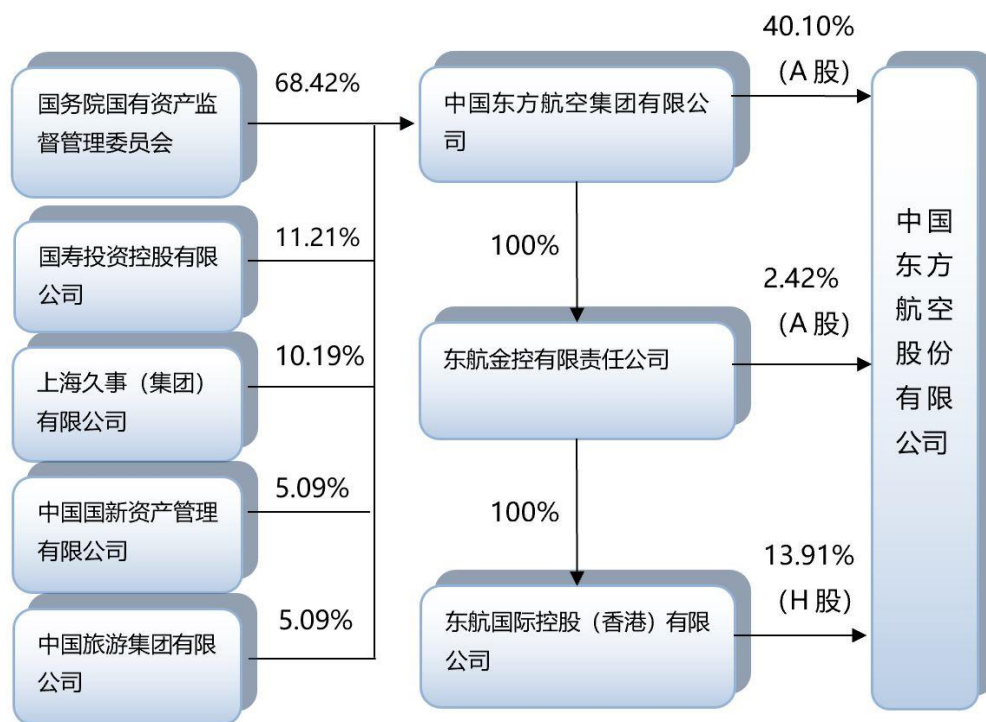 国务院国有资产监
督管理委员会
68.42%
国寿投资控股有限
公司
11.21%
上海久事（集团）
有限公司
10.19%
中国国新资产管理
有限公司
5.09%
中国旅游集团有限
公司
5.09%
中国东方航空集团有限公
司
100%
东航金控有限责任公司
100%
东航国际控股（香港）有限
公司
40.10%
（A 股）
2.42%
（A 股）
13.91%
（H 股）
中国
东方
航空
股份
有限
公司